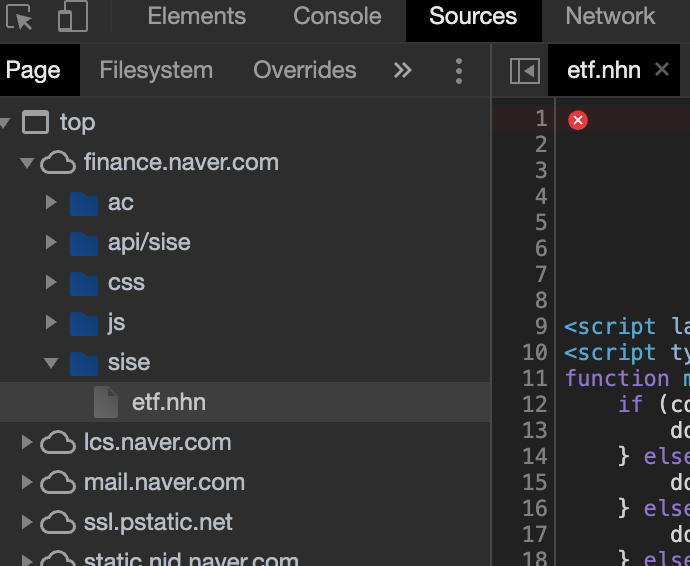 Elements Console Sources Network
Page Filesystem Overrides » etf.nhn ×
top
finance.naver.com
ac
api/sise
css
js
sise
etf.nhn
lcs.naver.com
mail.naver.com
ssl.pstatic.net
static.nid.naver.com
1
2
3
4
5
6
7
8
9 <script la
10 <script ty
11 function m
12 if (co
13 do
14 } else
15 do
16 } else
17 do
18 } else